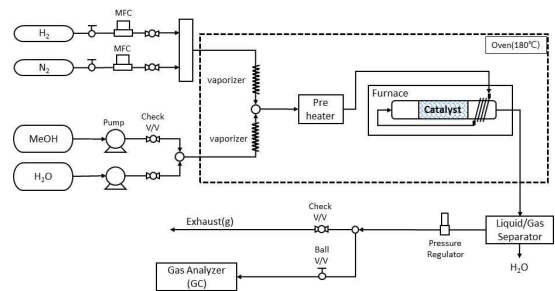 MFC
H₂
MFC
N₂
Oven(180℃)
vaporizer
Furnace
Catalyst
Pre
heater
Pump
Check
V/V
MeOH
vaporizer
H₂O
Check
V/V
Exhaust(g)
Liquid/Gas
Separator
Ball
V/V
Pressure
Regulator
H₂O
Gas Analyzer
(GC)